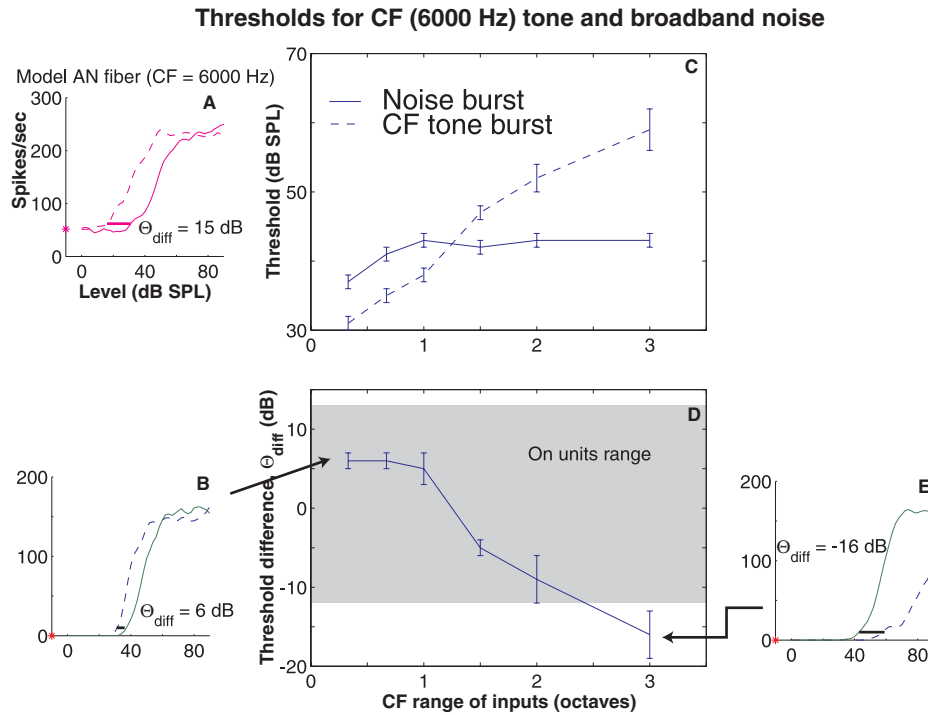 Thresholds for CF (6000 Hz) tone and broadband noise
Model AN fiber (CF = 6000 Hz)
A
300
200
100
0
Spikes/sec
Θdiff = 15 dB
0 40 80
Level (dB SPL)
C
70
50
30
Threshold (dB SPL)
Noise burst
CF tone burst
0 1 2 3
B
200
100
0
Θdiff = 6 dB
0 40 80
D
10
0
-10
-20
Threshold difference, Θdiff (dB)
On units range
0 1 2 3
CF range of inputs (octaves)
E
200
100
0
Θdiff = -16 dB
0 40 80